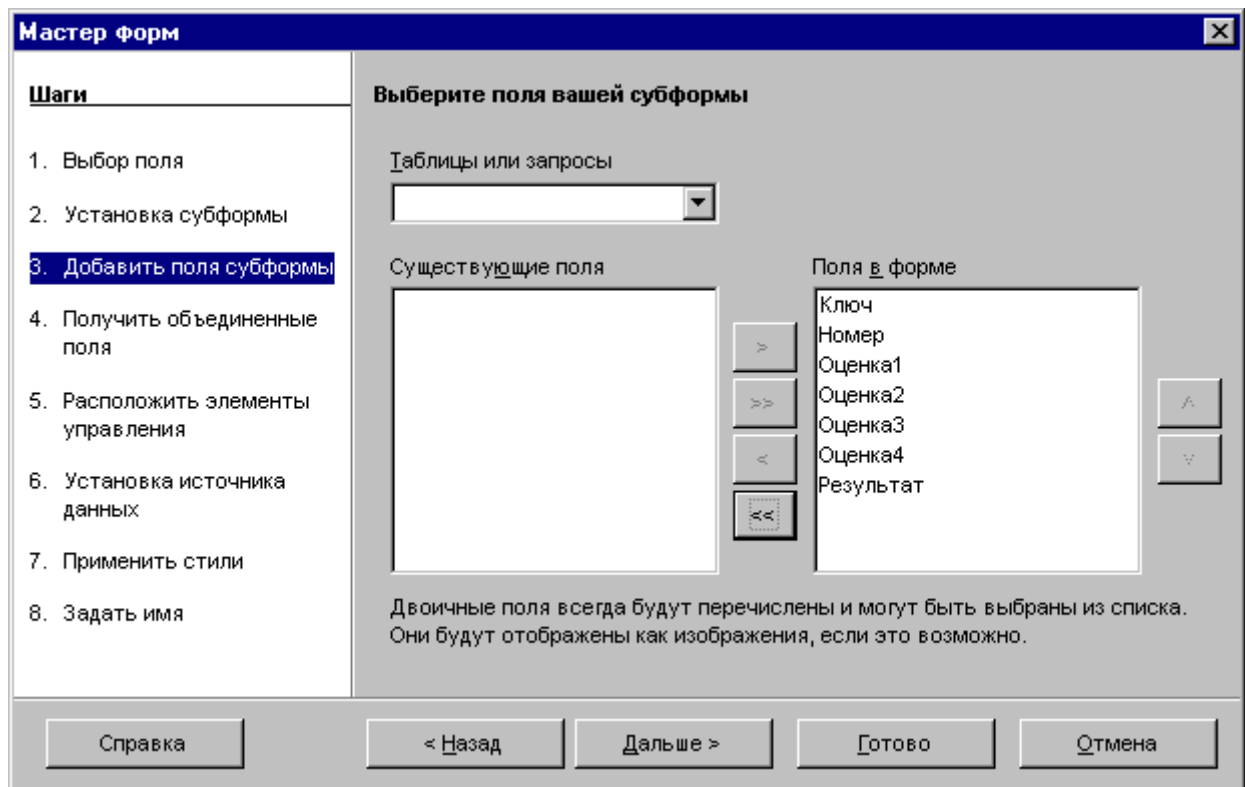 Мастер форм
Шаги
1. Выбор поля
2. Установка субформы
3. Добавить поля субформы
4. Получить объединенные
поля
5. Расположить элементы
управления
6. Установка источника
данных
7. Применить стили
8. Задать имя
Выберите поля вашей субформы
Таблицы или запросы
Существующие поля
Поля в форме
Ключ
Номер
Оценка1
Оценка2
Оценка3
Оценка4
Результат
>
>>
<
<<
^
v
Двоичные поля всегда будут перечислены и могут быть выбраны из списка.
Они будут отображены как изображения, если это возможно.
Справка
< Назад
Дальше >
Готово
Отмена